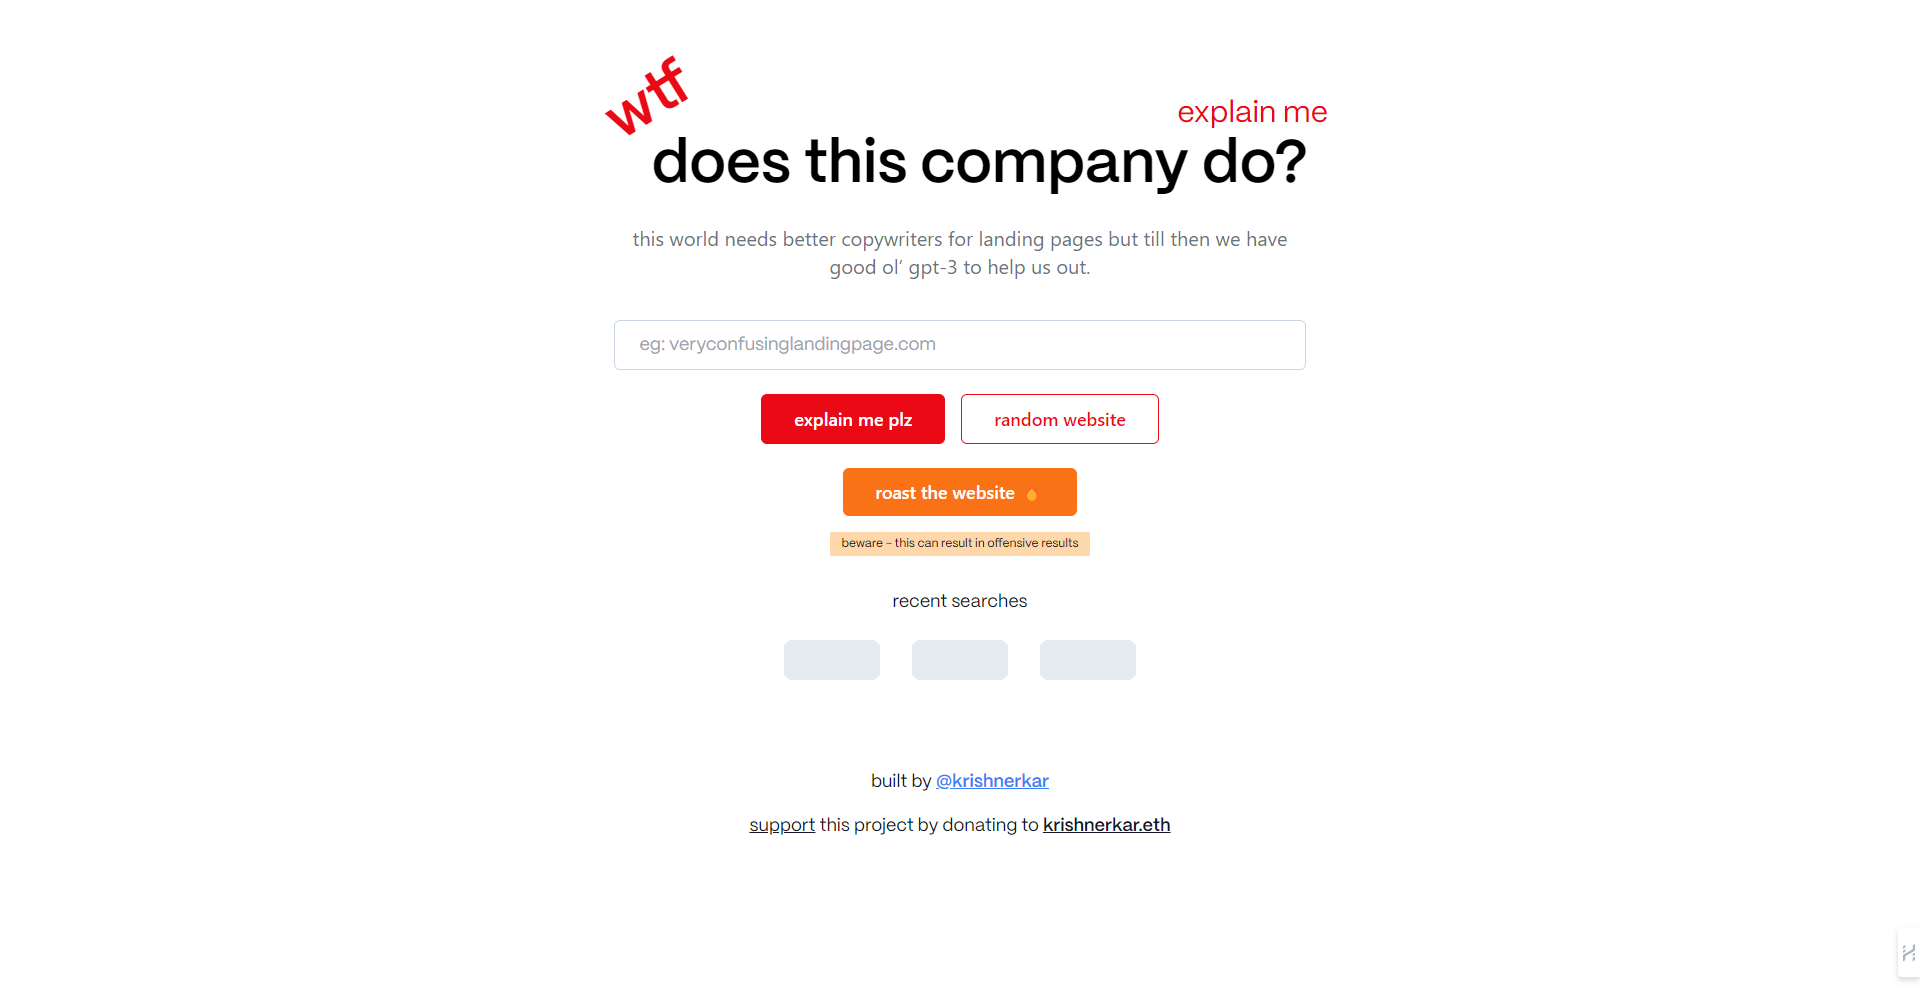 wtf
explain me
does this company do?
this world needs better copywriters for landing pages but till then we have
good ol’ gpt-3 to help us out.
eg: veryconfusinglandingpage.com
explain me plz
random website
roast the website
beware - this can result in offensive results
recent searches
built by @krishnerkar
support this project by donating to krishnerkar.eth